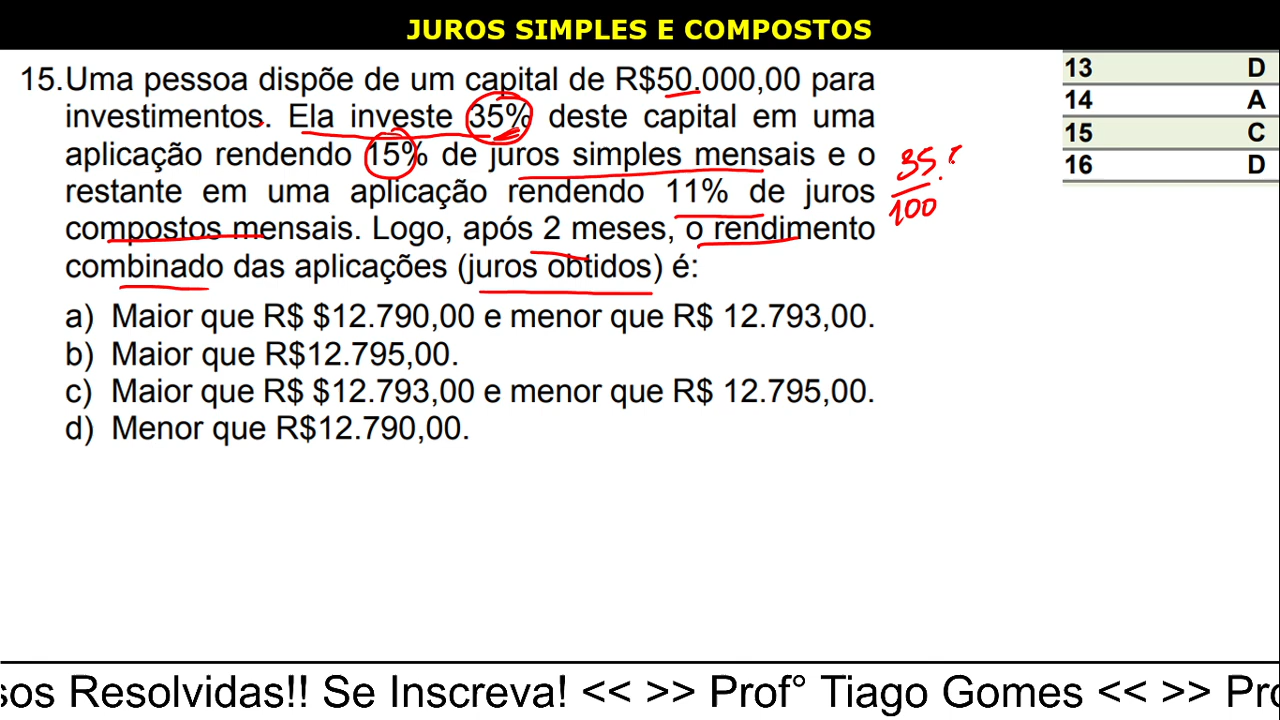 JUROS SIMPLES E COMPOSTOS
15.Uma pessoa dispõe de um capital de R$50.000,00 para
investimentos. Ela investe 35% deste capital em uma
aplicação rendendo 15% de juros simples mensais e o
restante em uma aplicação rendendo 11% de juros
compostos mensais. Logo, após 2 meses, o rendimento
combinado das aplicações (juros obtidos) é:
a) Maior que R$ $12.790,00 e menor que R$ 12.793,00.
b) Maior que R$12.795,00.
c) Maior que R$ $12.793,00 e menor que R$ 12.795,00.
d) Menor que R$12.790,00.
35
100
13 D
14 A
15 C
16 D
sos Resolvidas!! Se Inscreva! << >> Prof° Tiago Gomes << >> Pro